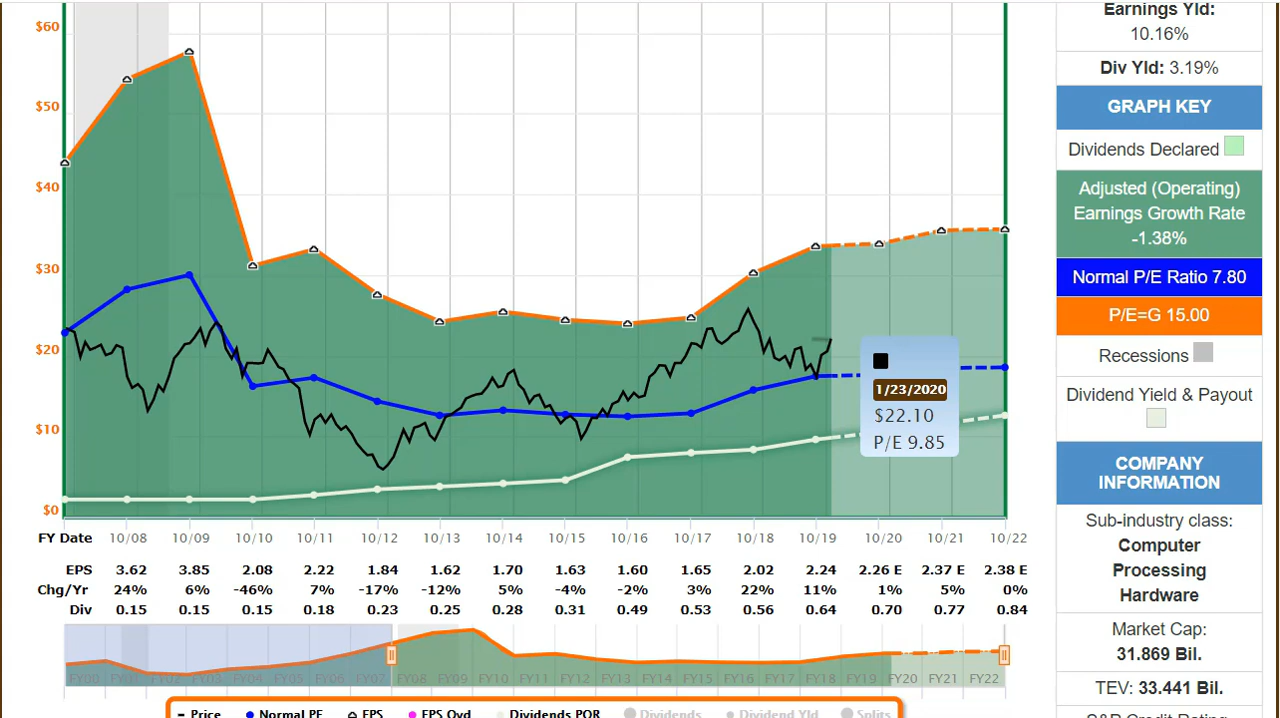 $60
$50
$40
$30
$20
$10
$0
1/23/2020
$22.10
P/E 9.85
FY Date 10/08 10/09 10/10 10/11 10/12 10/13 10/14 10/15 10/16 10/17 10/18 10/19 10/20 10/21 10/22
EPS 3.62 3.85 2.08 2.22 1.84 1.62 1.70 1.63 1.60 1.65 2.02 2.24 2.26 E 2.37 E 2.38 E
Chg/Yr 24% 6% -46% 7% -17% -12% 5% -4% -2% 3% 22% 11% 1% 5% 0%
Div 0.15 0.15 0.15 0.18 0.23 0.25 0.28 0.31 0.49 0.53 0.56 0.64 0.70 0.77 0.84
FY00 FY01 FY02 FY03 FY04 FY05 FY06 FY07 FY08 FY09 FY10 FY11 FY12 FY13 FY14 FY15 FY16 FY17 FY18 FY19 FY20 FY21 FY22
Price Normal PE EPS EPS Ovd Dividends POR Dividends Dividend Yld Splits
Earnings Yld:
10.16%
Div Yld: 3.19%
GRAPH KEY
Dividends Declared
Adjusted (Operating)
Earnings Growth Rate
-1.38%
Normal P/E Ratio 7.80
P/E=G 15.00
Recessions
Dividend Yield & Payout
COMPANY
INFORMATION
Sub-industry class:
Computer
Processing
Hardware
Market Cap:
31.869 Bil.
TEV: 33.441 Bil.
S&P Credit Rating